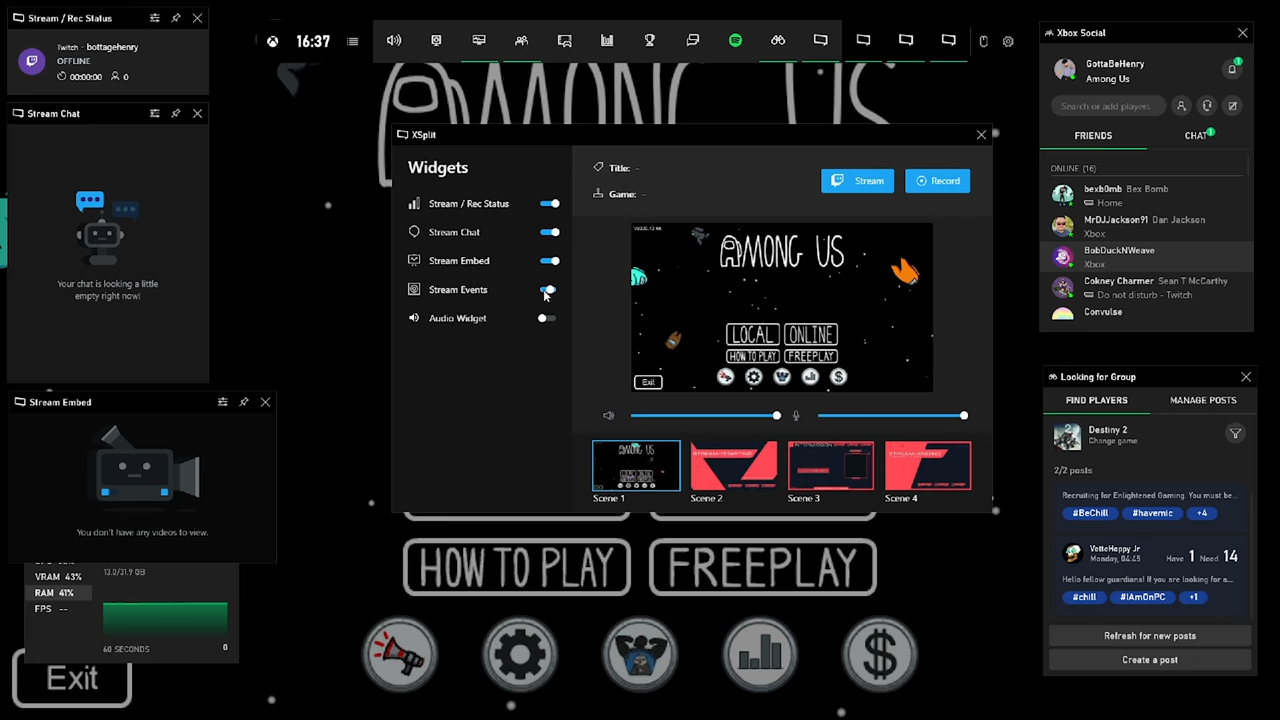 Stream / Rec Status
Twitch - bottagehenry
OFFLINE
00:00:00 0
16:37
Stream Chat
Your chat is looking a little
empty right now!
Stream Embed
You don't have any videos to view.
VRAM 43%
RAM 41%
FPS --
13.0/31.9 GB
60 SECONDS 0
Exit
AMONG US
XSplit
Widgets
Stream / Rec Status
Stream Chat
Stream Embed
Stream Events
Audio Widget
Title: -
Game: -
Stream
Record
AMONG US
LOCAL ONLINE
HOW TO PLAY FREEPLAY
Exit
Scene 1
Scene 2
Scene 3
Scene 4
HOW TO PLAY
FREEPLAY
Xbox Social
GottaBeHenry
Among Us
1
Search or add players
FRIENDS
CHAT 1
ONLINE (16)
bexb0mb Bex Bomb
Home
MrDJJackson91 Dan Jackson
Xbox
BobDuckNWeave
Xbox
Cokney Charmer Sean T McCarthy
Do not disturb - Twitch
Convulse
Looking for Group
FIND PLAYERS
MANAGE POSTS
Destiny 2
Change game
2/2 posts
Recruiting for Enlightened Gaming. You must be...
#BeChill #havemic +4
VetteHappy Jr
Monday, 04:45
Have 1 Need 14
Hello fellow guardians! If you are looking for a...
#chill #IAmOnPC +1
Refresh for new posts
Create a post